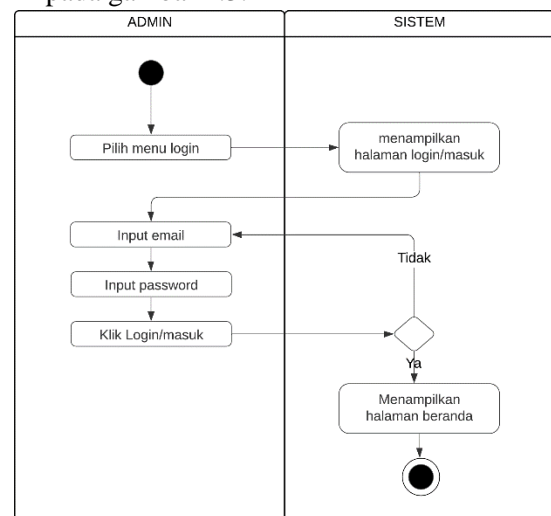 ADMIN
SISTEM
Pilih menu login
menampilkan
halaman login/masuk
Input email
Tidak
Input password
Klik Login/masuk
Ya
Menampilkan
halaman beranda